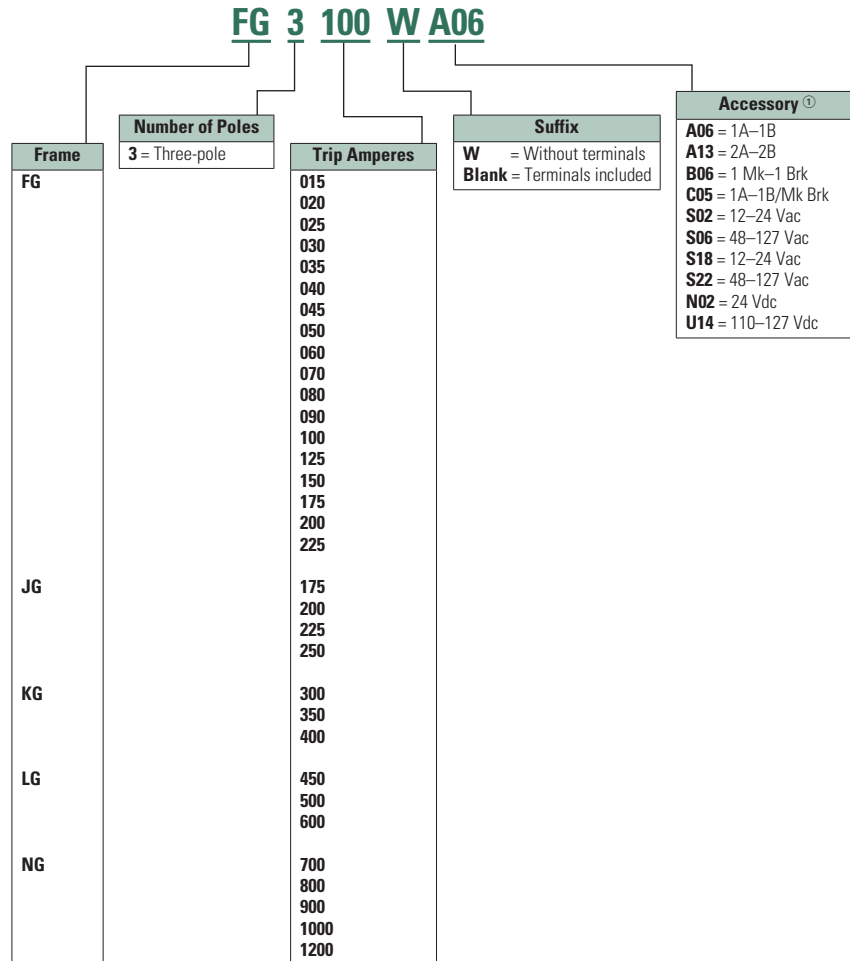 FG 3 100 W A06
Number of Poles
3 = Three-pole
Suffix
W = Without terminals
Blank = Terminals included
Accessory ①
A06 = 1A–1B
A13 = 2A–2B
B06 = 1 Mk–1 Brk
C05 = 1A–1B/Mk Brk
S02 = 12–24 Vac
S06 = 48–127 Vac
S18 = 12–24 Vac
S22 = 48–127 Vac
N02 = 24 Vdc
U14 = 110–127 Vdc
Frame
Trip Amperes
FG
015
020
025
030
035
040
045
050
060
070
080
090
100
125
150
175
200
225
JG
175
200
225
250
KG
300
350
400
LG
450
500
600
NG
700
800
900
1000
1200